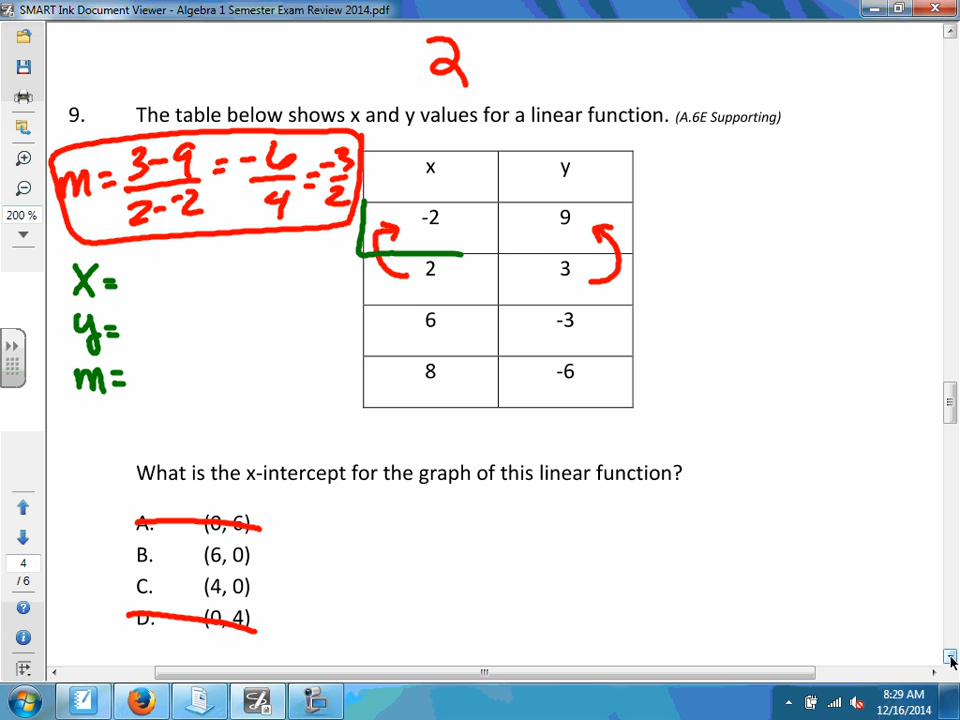 SMART Ink Document Viewer - Algebra 1 Semester Exam Review 2014.pdf
2
9. The table below shows x and y values for a linear function. (A.6E Supporting)
m = 3-9 / 2--2 = -6 / 4 = -3 / 2
x y
-2 9
2 3
6 -3
8 -6
x=
y=
m=
200 %
What is the x-intercept for the graph of this linear function?
A. (0, 6)
B. (6, 0)
C. (4, 0)
D. (0, 4)
4
/ 6
8:29 AM
12/16/2014